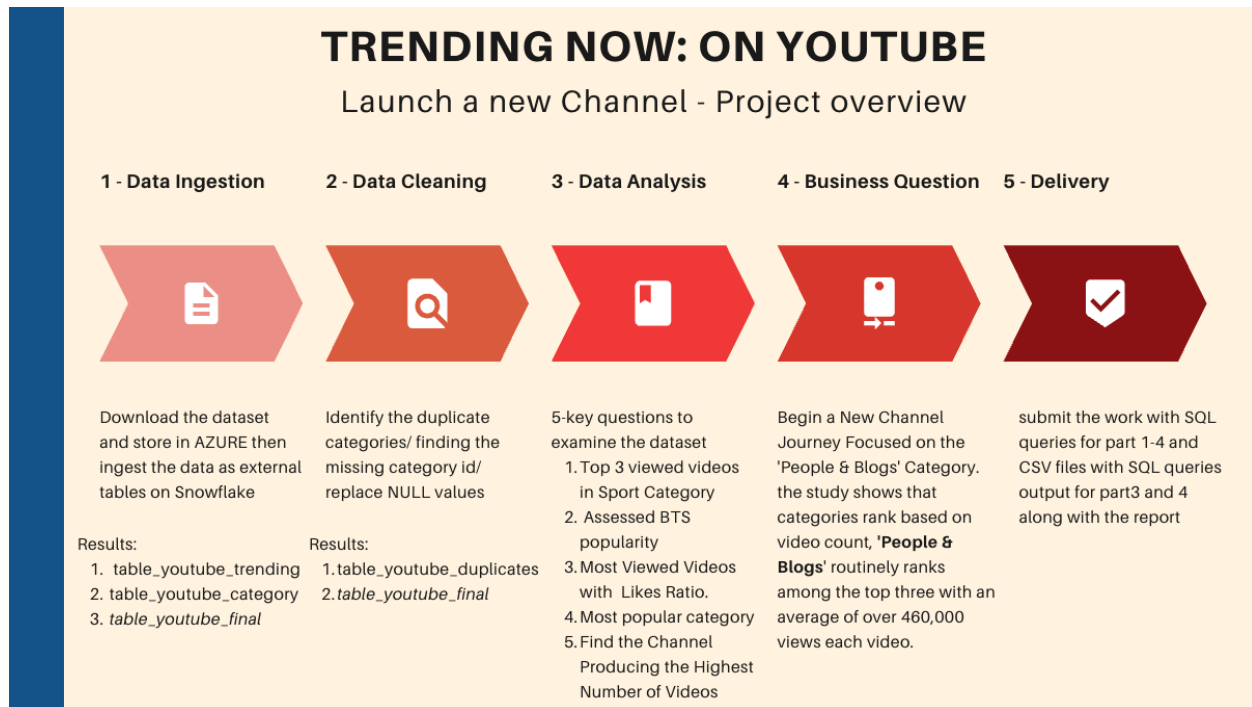 TRENDING NOW: ON YOUTUBE
Launch a new Channel - Project overview
1 - Data Ingestion
Download the dataset
and store in AZURE then
ingest the data as external
tables on Snowflake
Results:
1. table_youtube_trending
2. table_youtube_category
3. table_youtube_final
2 - Data Cleaning
Identify the duplicate
categories/ finding the
missing category id/
replace NULL values
Results:
1. table_youtube_duplicates
2. table_youtube_final
3 - Data Analysis
5-key questions to
examine the dataset
1. Top 3 viewed videos
in Sport Category
2. Assessed BTS
popularity
3. Most Viewed Videos
with Likes Ratio.
4. Most popular category
5. Find the Channel
Producing the Highest
Number of Videos
4 - Business Question
Begin a New Channel
Journey Focused on the
'People & Blogs' Category.
the study shows that
categories rank based on
video count, 'People &
Blogs' routinely ranks
among the top three with an
average of over 460,000
views each video.
5 - Delivery
submit the work with SQL
queries for part 1-4 and
CSV files with SQL queries
output for part3 and 4
along with the report